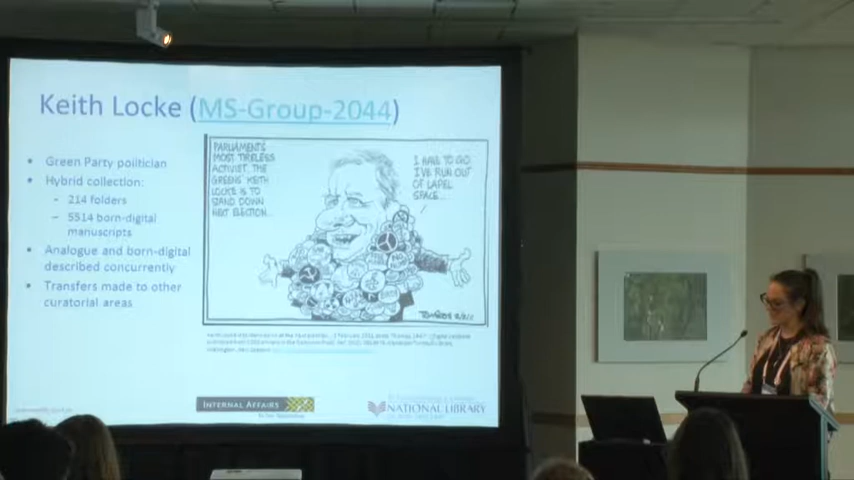 Keith Locke (MS-Group-2044)
• Green Party politician
• Hybrid collection:
- 214 folders
- 5514 born-digital
manuscripts
• Analogue and born-digital
described concurrently
• Transfers made to other
curatorial areas
PARLIAMENT'S
MOST TIRELESS
ACTIVIST, THE
GREENS' KEITH
LOCKE IS TO
STAND DOWN
NEXT ELECTION...
I HAVE TO GO
I'VE RUN OUT
OF LAPEL
SPACE...
INTERNAL AFFAIRS
NATIONAL LIBRARY